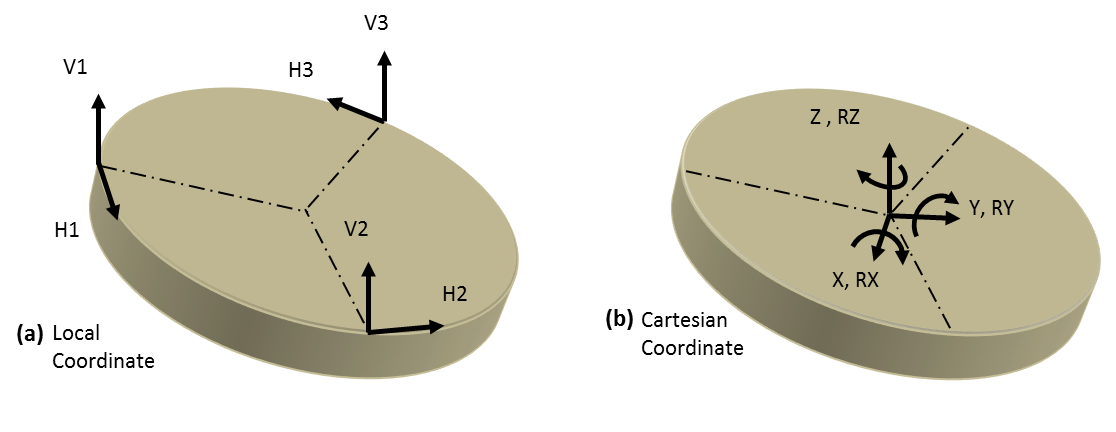 V3
V1
H3
H1
V2
H2
(a) Local
Coordinate
Z , RZ
Y, RY
X, RX
(b) Cartesian
Coordinate